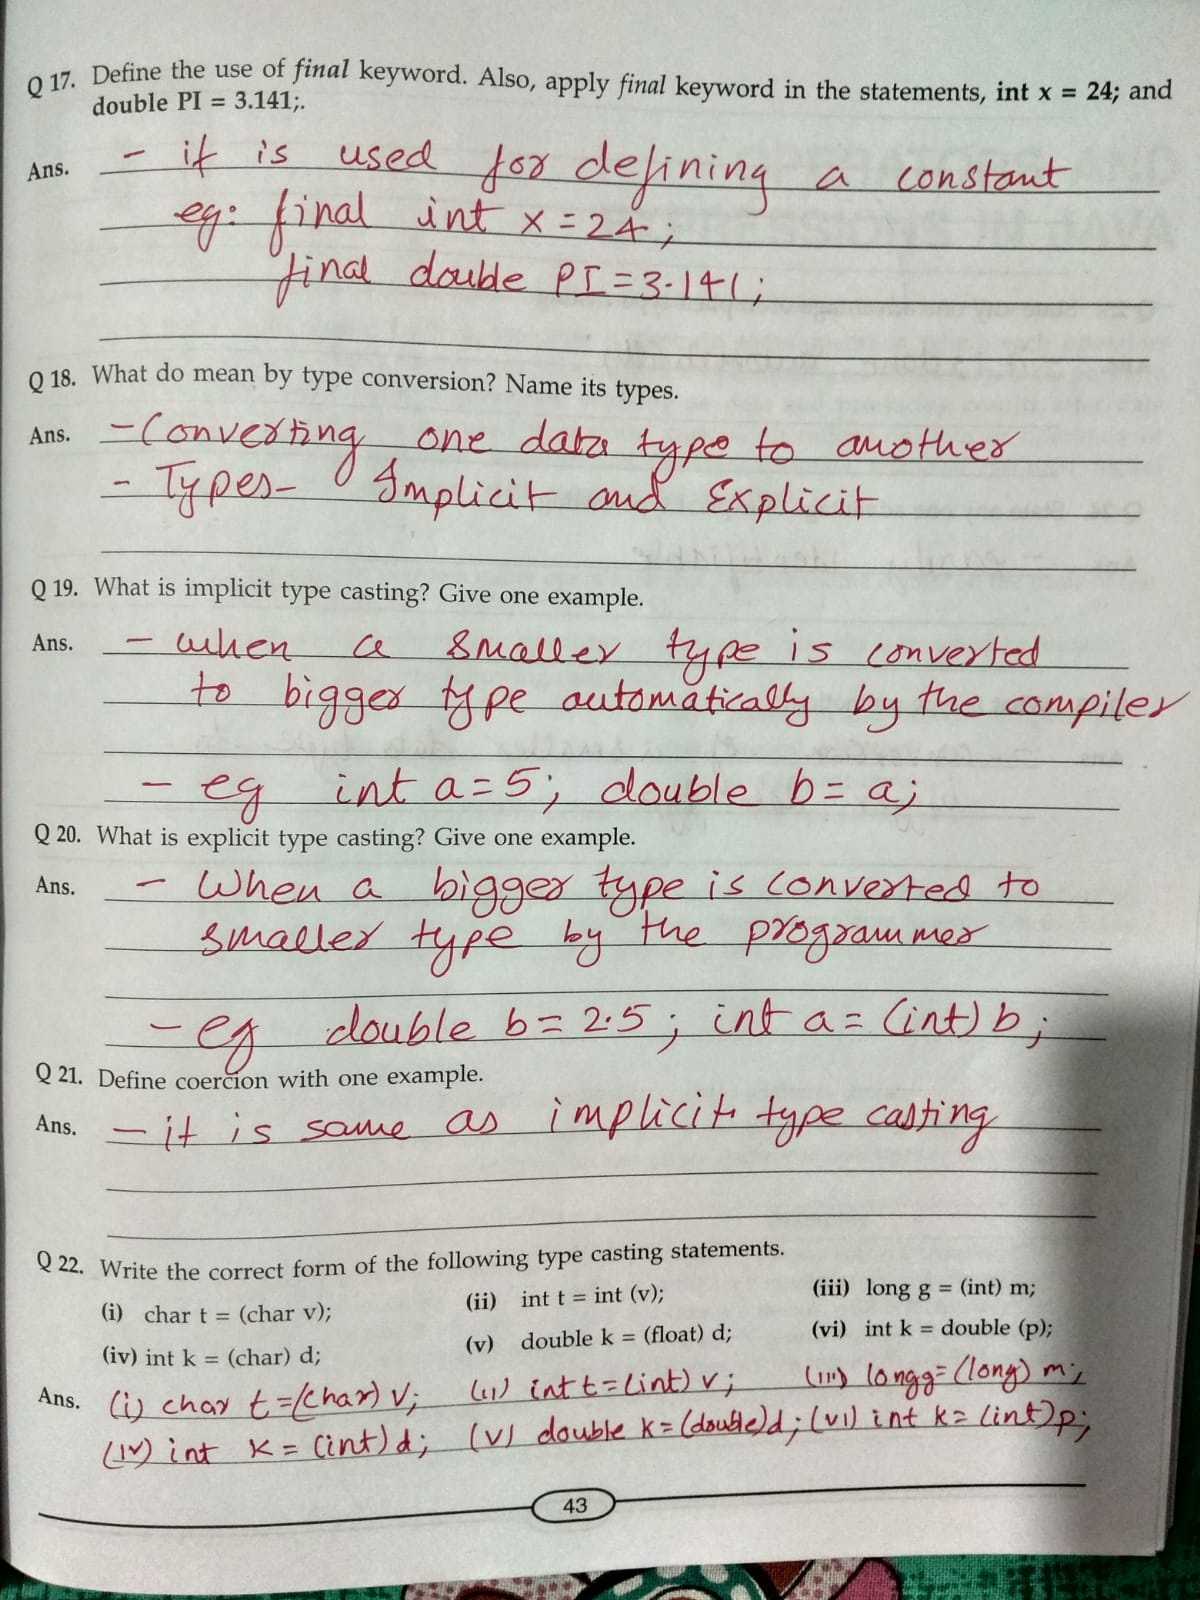 Q 17. Define the use of final keyword. Also, apply final keyword in the statements, int x = 24; and
double PI = 3.141;.
Ans. - it is used for defining a constant
eg: final int x = 24;
final double PI = 3.141;
Q 18. What do mean by type conversion? Name its types.
Ans. - Converting one data type to another
- Types - Implicit and Explicit
Q 19. What is implicit type casting? Give one example.
Ans. - when a smaller type is converted
to bigger type automatically by the compiler
- eg int a = 5; double b = a;
Q 20. What is explicit type casting? Give one example.
Ans. - When a bigger type is converted to
smaller type by the programmer
- eg double b = 2.5; int a = (int) b;
Q 21. Define coercion with one example.
Ans. - it is same as implicit type casting
Q 22. Write the correct form of the following type casting statements.
(i) char t = (char v); (ii) int t = int (v); (iii) long g = (int) m;
(iv) int k = (char) d; (v) double k = (float) d; (vi) int k = double (p);
Ans. (i) char t = (char) v; (ii) int t = (int) v; (iii) long g = (long) m;
(iv) int k = (int) d; (v) double k = (double) d; (vi) int k = (int) p;
43